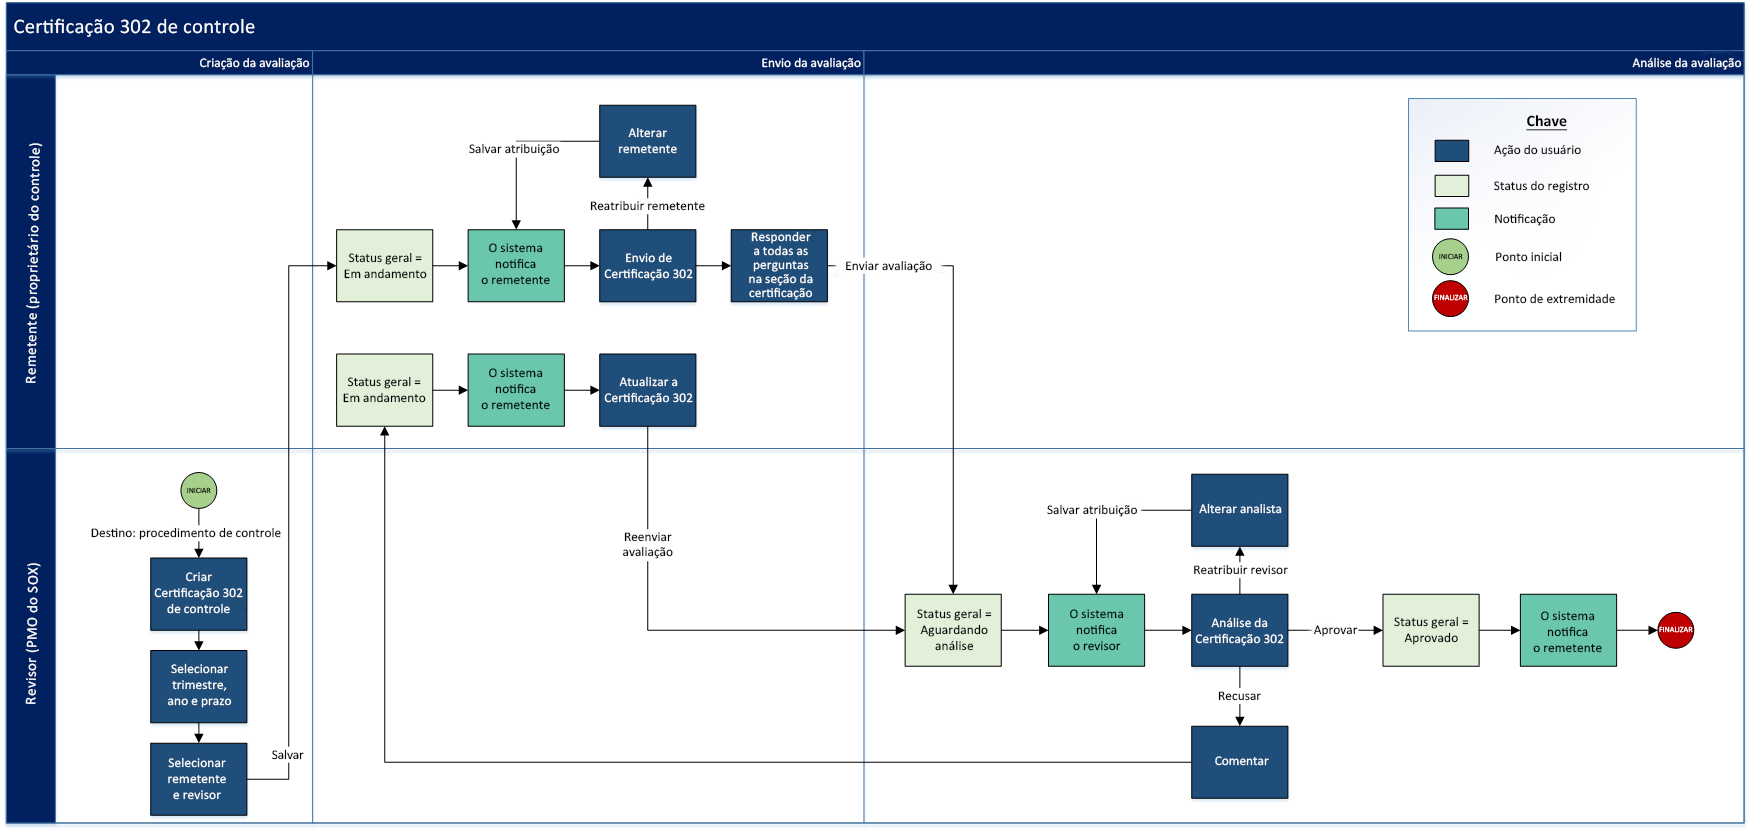 Certificação 302 de controle
Criação da avaliação
Envio da avaliação
Análise da avaliação
Remetente (proprietário do controle)
Alterar
remetente
Salvar atribuição
Reatribuir remetente
Status geral =
Em andamento
O sistema
notifica
o remetente
Envio de
Certificação 302
Responder
a todas as
perguntas
na seção da
certificação
Enviar avaliação
Status geral =
Em andamento
O sistema
notifica
o remetente
Atualizar a
Certificação 302
Chave
Ação do usuário
Status do registro
Notificação
INICIAR
Ponto inicial
FINALIZAR
Ponto de extremidade
Revisor (PMO do SOX)
INICIAR
Destino: procedimento de controle
Criar
Certificação 302
de controle
Selecionar
trimestre,
ano e prazo
Selecionar
remetente
e revisor
Salvar
Reenviar
avaliação
Status geral =
Aguardando
análise
Salvar atribuição
O sistema
notifica
o revisor
Alterar analista
Reatribuir revisor
Análise da
Certificação 302
Aprovar
Status geral =
Aprovado
O sistema
notifica
o remetente
FINALIZAR
Recusar
Comentar